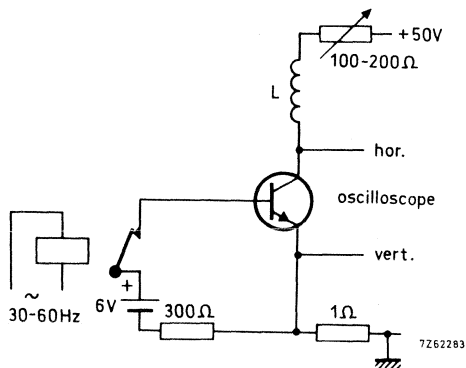 +50V
100-200Ω
L
hor.
oscilloscope
vert.
~
30-60Hz
+
6V
300Ω
1Ω
7Z62283